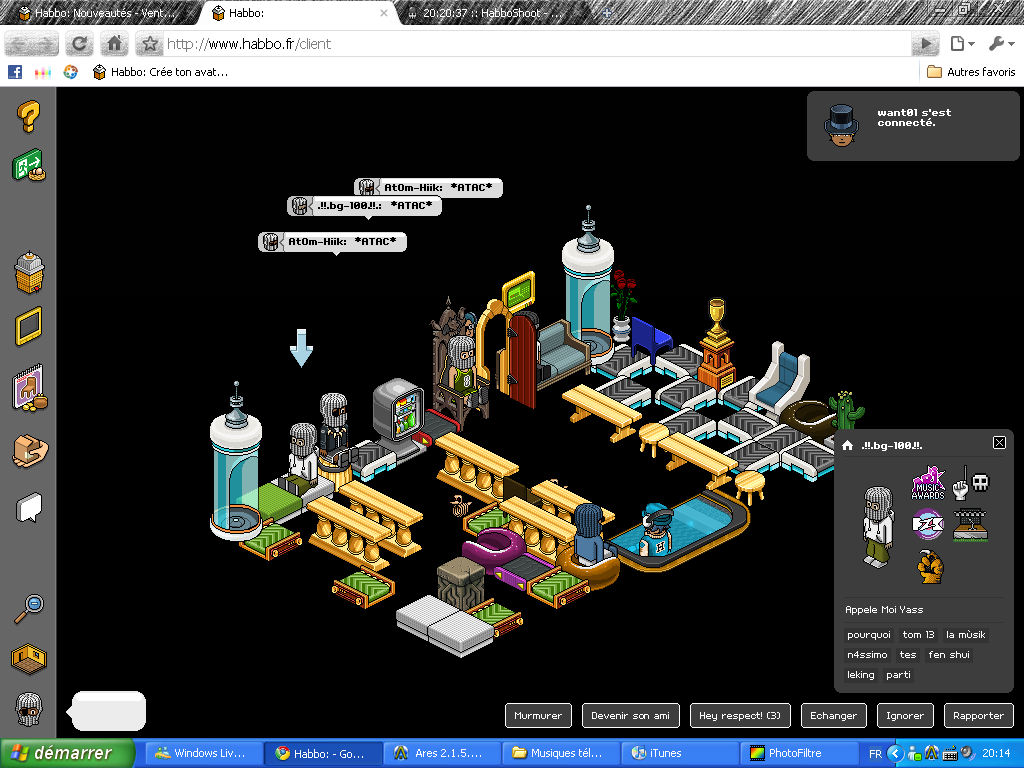 Habbo: Nouveautés - Vent...
Habbo:
20:20:37 :: HabboShoot - ...
http://www.habbo.fr/client
Habbo: Crée ton avat...
Autres favoris
want01 s'est
connecté.
AtOm-Hiik: *ATAC*
.!!.bg-100.!!.: *ATAC*
AtOm-Hiik: *ATAC*
.!!.bg-100.!!.
MUSIC
AWARDS
Appele Moi Yass
pourquoi tom 13 la mùsik
n4ssimo tes fen shui
leking parti
Murmurer
Devenir son ami
Hey respect! (3)
Echanger
Ignorer
Rapporter
démarrer
Windows Liv...
Habbo: - Go...
Ares 2.1.5....
Musiques tél...
iTunes
PhotoFiltre
FR
20:14